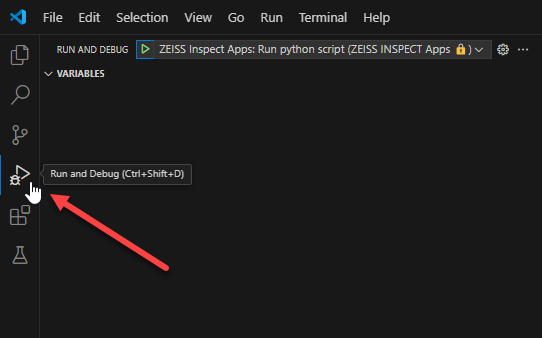 File Edit Selection View Go Run Terminal Help
RUN AND DEBUG ZEISS Inspect Apps: Run python script (ZEISS INSPECT Apps 🔒)
VARIABLES
Run and Debug (Ctrl+Shift+D)